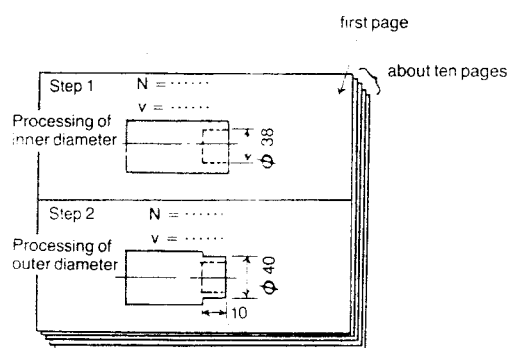 first page
about ten pages
Step 1
N = ······
v = ······
Processing of
inner diameter
ϕ 38
Step 2
N = ······
v = ······
Processing of
outer diameter
ϕ 40
10